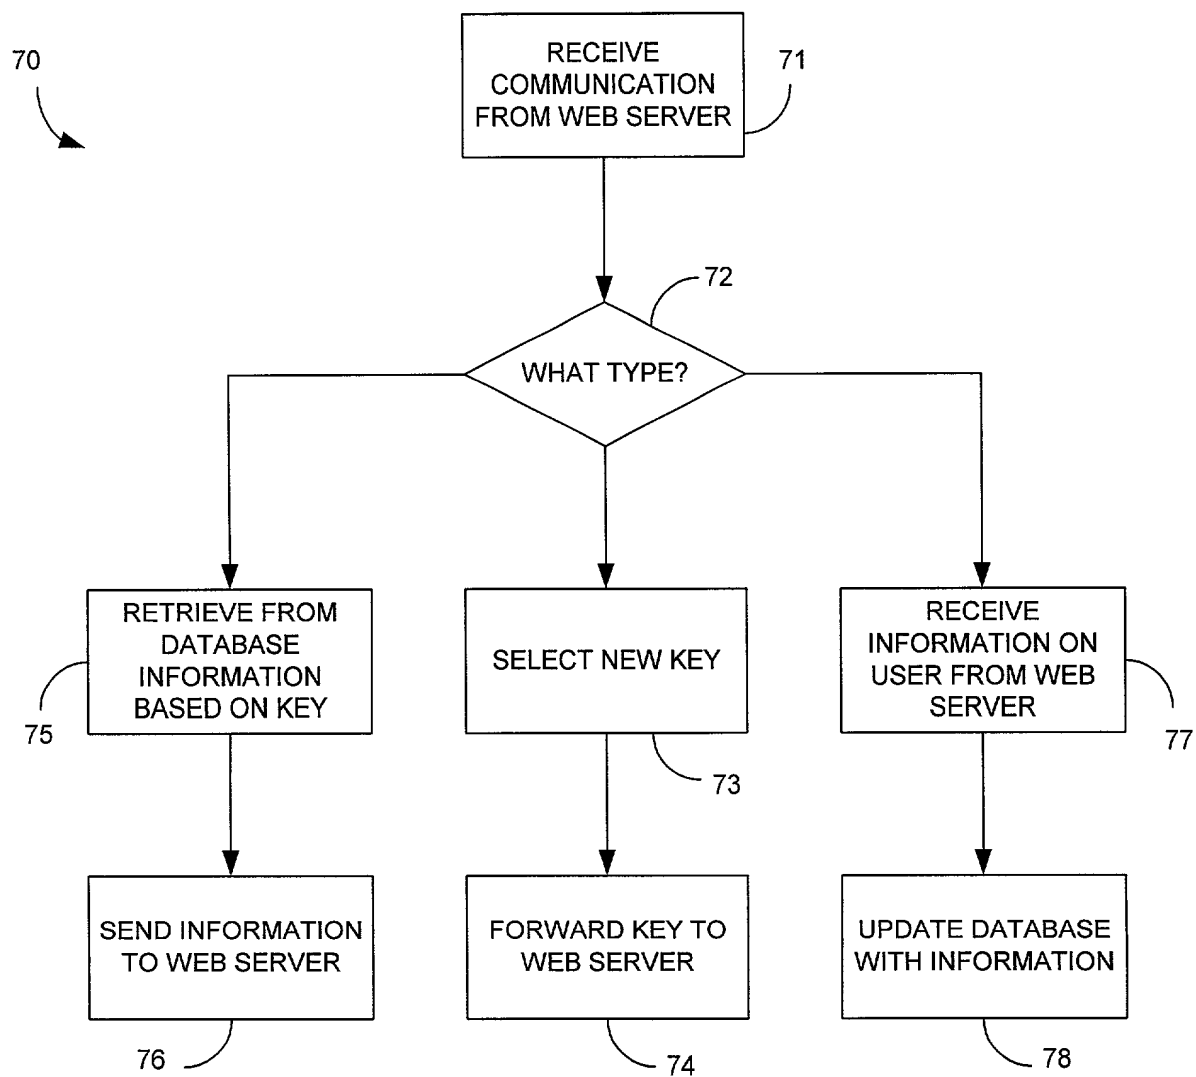 70
RECEIVE
COMMUNICATION
FROM WEB SERVER
71
72
WHAT TYPE?
RETRIEVE FROM
DATABASE
INFORMATION
BASED ON KEY
75
SELECT NEW KEY
73
RECEIVE
INFORMATION ON
USER FROM WEB
SERVER
77
SEND INFORMATION
TO WEB SERVER
76
FORWARD KEY TO
WEB SERVER
74
UPDATE DATABASE
WITH INFORMATION
78